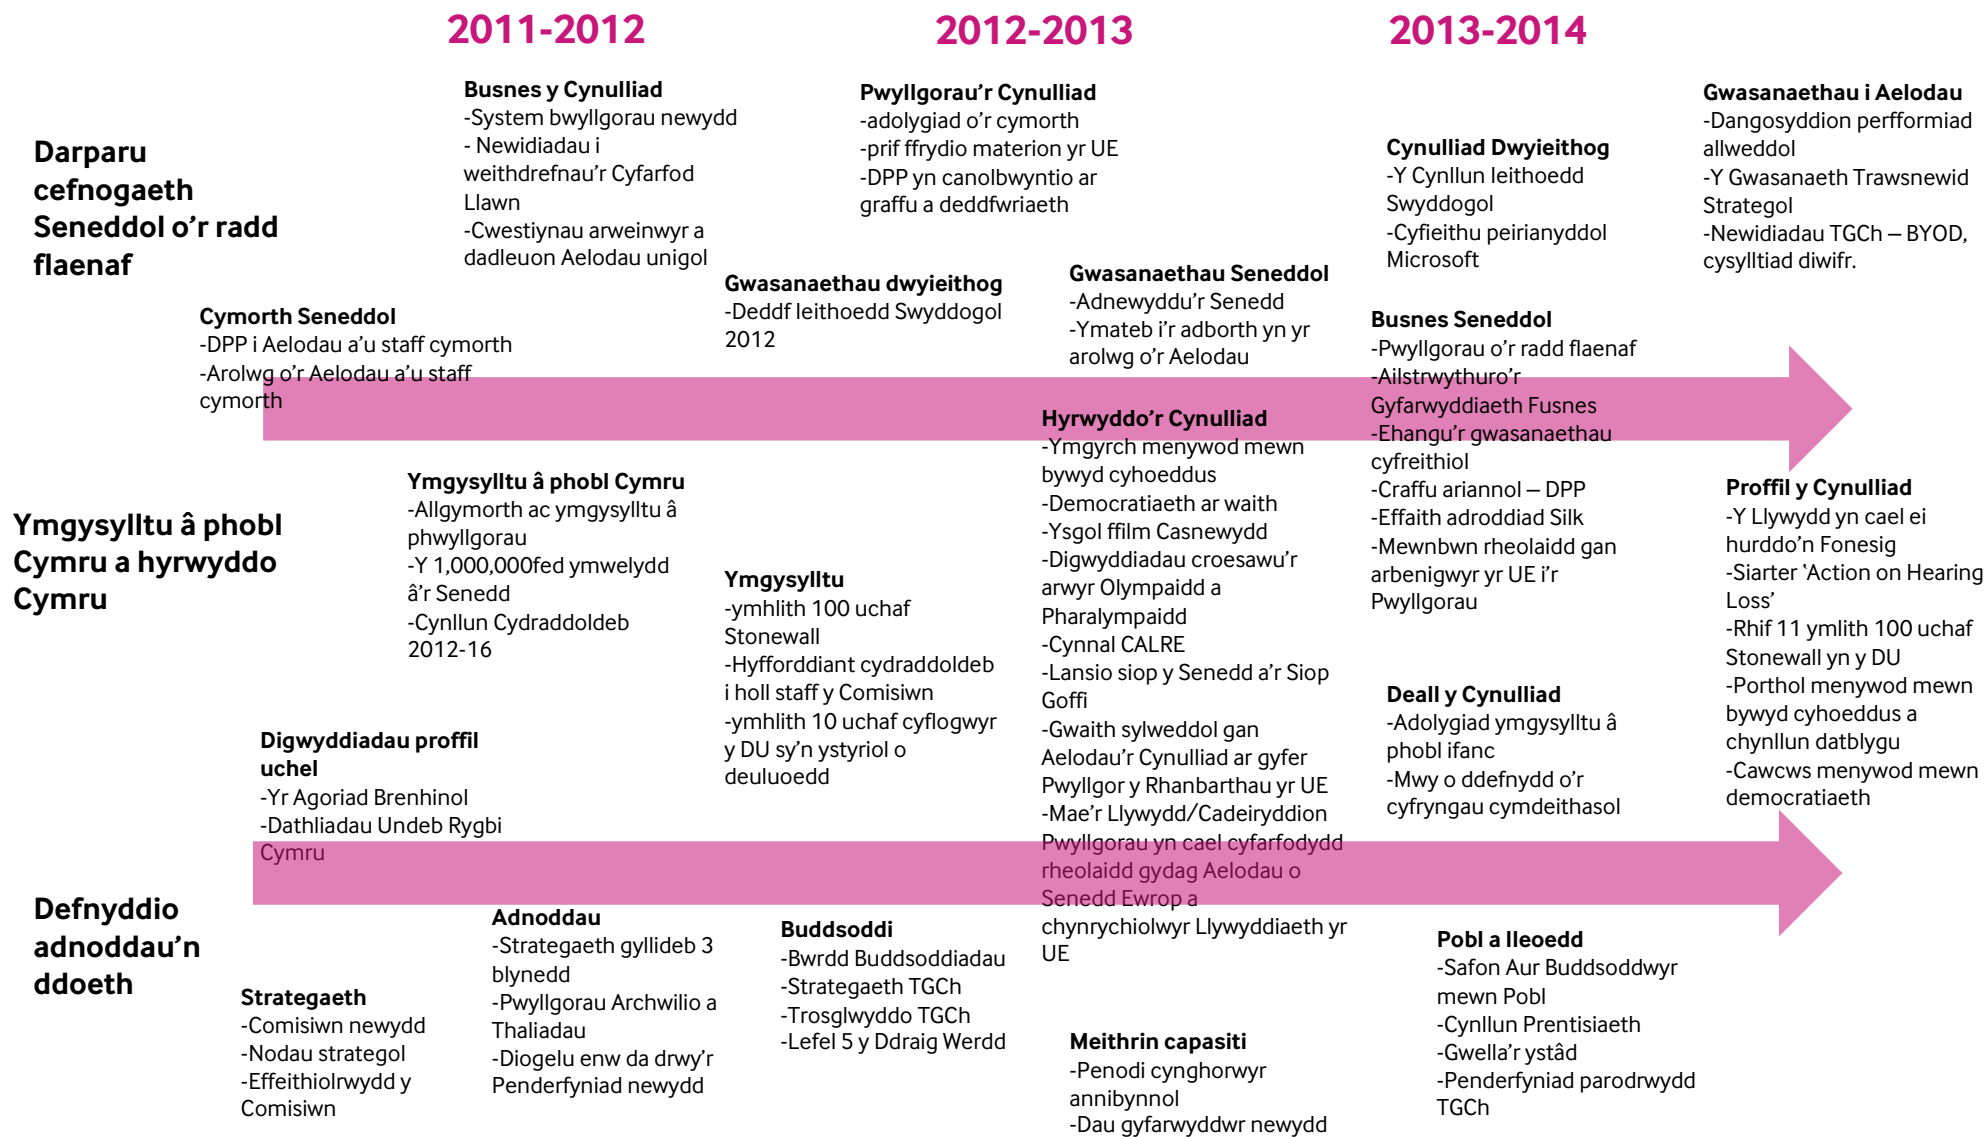 2011-2012
2012-2013
2013-2014
Darparu
cefnogaeth
Seneddol o’r radd
flaenaf
Busnes y Cynulliad
-System bwyllgorau newydd
- Newidiadau i
weithdrefnau’r Cyfarfod
Llawn
-Cwestiynau arweinwyr a
dadleuon Aelodau unigol
Pwyllgorau’r Cynulliad
-adolygiad o’r cymorth
-prif ffrydio materion yr UE
-DPP yn canolbwyntio ar
graffu a deddfwriaeth
Cynulliad Dwyieithog
-Y Cynllun Ieithoedd
Swyddogol
-Cyfieithu peirianyddol
Microsoft
Gwasanaethau i Aelodau
-Dangosyddion perfformiad
allweddol
-Y Gwasanaeth Trawsnewid
Strategol
-Newidiadau TGCh – BYOD,
cysylltiad diwifr.
Cymorth Seneddol
-DPP i Aelodau a’u staff cymorth
-Arolwg o’r Aelodau a’u staff
cymorth
Gwasanaethau dwyieithog
-Deddf Ieithoedd Swyddogol
2012
Gwasanaethau Seneddol
-Adnewyddu’r Senedd
-Ymateb i’r adborth yn yr
arolwg o’r Aelodau
Busnes Seneddol
-Pwyllgorau o’r radd flaenaf
-Ailstrwythuro’r
Gyfarwyddiaeth Fusnes
-Ehangu’r gwasanaethau
cyfreithiol
-Craffu ariannol – DPP
-Effaith adroddiad Silk
-Mewnbwn rheolaidd gan
arbenigwyr yr UE i’r
Pwyllgorau
Ymgysylltu â phobl
Cymru a hyrwyddo
Cymru
Ymgysylltu â phobl Cymru
-Allgymorth ac ymgysylltu â
phwyllgorau
-Y 1,000,000fed ymwelydd
â’r Senedd
-Cynllun Cydraddoldeb
2012-16
Ymgysylltu
-ymhlith 100 uchaf
Stonewall
-Hyfforddiant cydraddoldeb
i holl staff y Comisiwn
-ymhlith 10 uchaf cyflogwyr
y DU sy’n ystyriol o
deuluoedd
Hyrwyddo’r Cynulliad
-Ymgyrch menywod mewn
bywyd cyhoeddus
-Democratiaeth ar waith
-Ysgol ffilm Casnewydd
-Digwyddiadau croesawu’r
arwyr Olympaidd a
Pharalympaidd
-Cynnal CALRE
-Lansio siop y Senedd a’r Siop
Goffi
-Gwaith sylweddol gan
Aelodau’r Cynulliad ar gyfer
Pwyllgor y Rhanbarthau yr UE
-Mae’r Llywydd/Cadeiryddion
Pwyllgorau yn cael cyfarfodydd
rheolaidd gydag Aelodau o
Senedd Ewrop a
chynrychiolwyr Llywyddiaeth yr
UE
Deall y Cynulliad
-Adolygiad ymgysylltu â
phobl ifanc
-Mwy o ddefnydd o’r
cyfryngau cymdeithasol
Proffil y Cynulliad
-Y Llywydd yn cael ei
hurddo’n Fonesig
-Siarter ‘Action on Hearing
Loss’
-Rhif 11 ymlith 100 uchaf
Stonewall yn y DU
-Porthol menywod mewn
bywyd cyhoeddus a
chynllun datblygu
-Cawcws menywod mewn
democratiaeth
Digwyddiadau proffil
uchel
-Yr Agoriad Brenhinol
-Dathliadau Undeb Rygbi
Cymru
Defnyddio
adnoddau’n
ddoeth
Strategaeth
-Comisiwn newydd
-Nodau strategol
-Effeithiolrwydd y
Comisiwn
Adnoddau
-Strategaeth gyllideb 3
blynedd
-Pwyllgorau Archwilio a
Thaliadau
-Diogelu enw da drwy’r
Penderfyniad newydd
Buddsoddi
-Bwrdd Buddsoddiadau
-Strategaeth TGCh
-Trosglwyddo TGCh
-Lefel 5 y Ddraig Werdd
Meithrin capasiti
-Penodi cynghorwyr
annibynnol
-Dau gyfarwyddwr newydd
Pobl a lleoedd
-Safon Aur Buddsoddwyr
mewn Pobl
-Cynllun Prentisiaeth
-Gwella’r ystâd
-Penderfyniad parodrwydd
TGCh